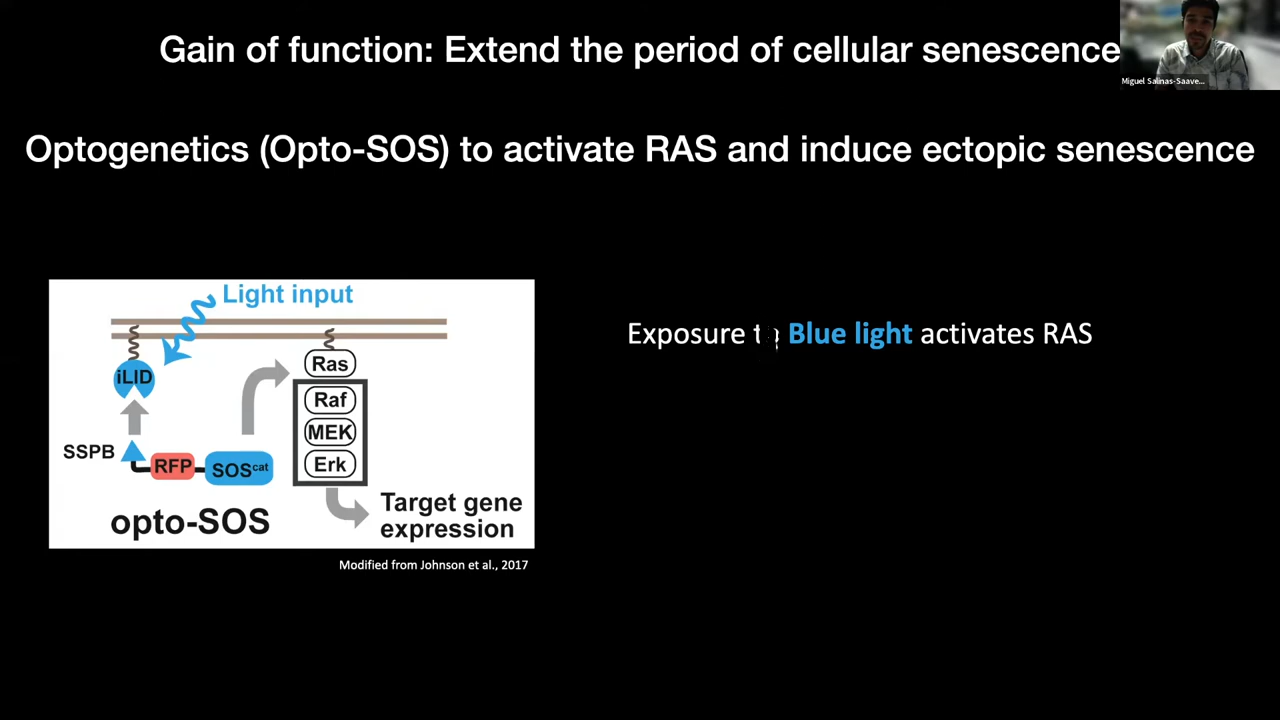 Gain of function: Extend the period of cellular senescence
Miguel Salinas-Saave...
Optogenetics (Opto-SOS) to activate RAS and induce ectopic senescence
Light input
iLID
Ras
Raf
MEK
Erk
SSPB
RFP
SOScat
opto-SOS
Target gene
expression
Modified from Johnson et al., 2017
Exposure to Blue light activates RAS